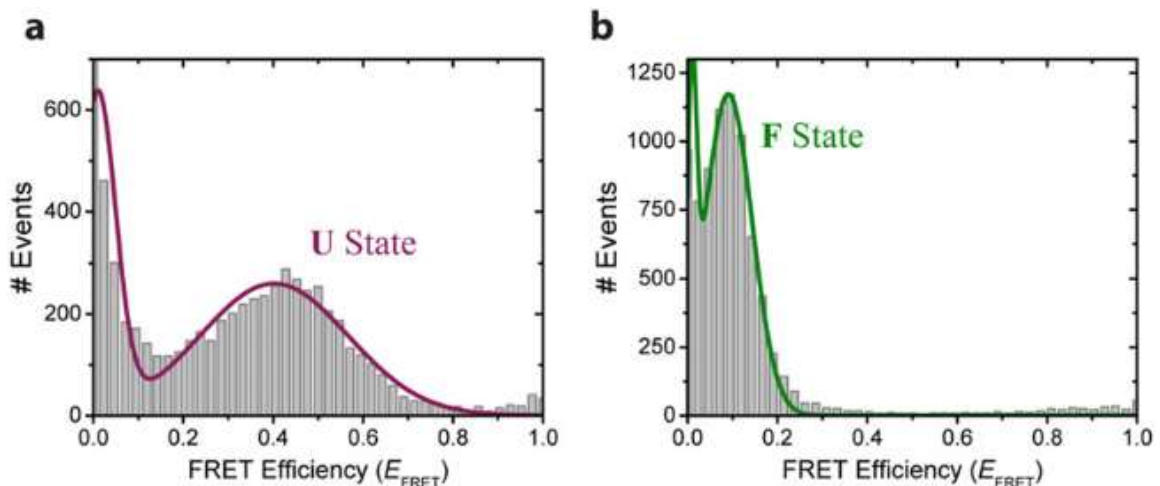 a
600
400
200
0
# Events
U State
0.0 0.2 0.4 0.6 0.8 1.0
FRET Efficiency (E_FRET)
b
1250
1000
750
500
250
0
# Events
F State
0.0 0.2 0.4 0.6 0.8 1.0
FRET Efficiency (E_FRET)